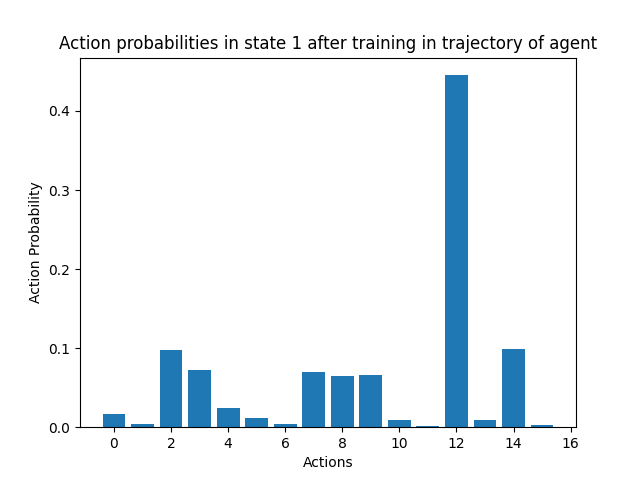 Action probabilities in state 1 after training in trajectory of agent
Action Probability
0.4
0.3
0.2
0.1
0.0
0 2 4 6 8 10 12 14 16
Actions